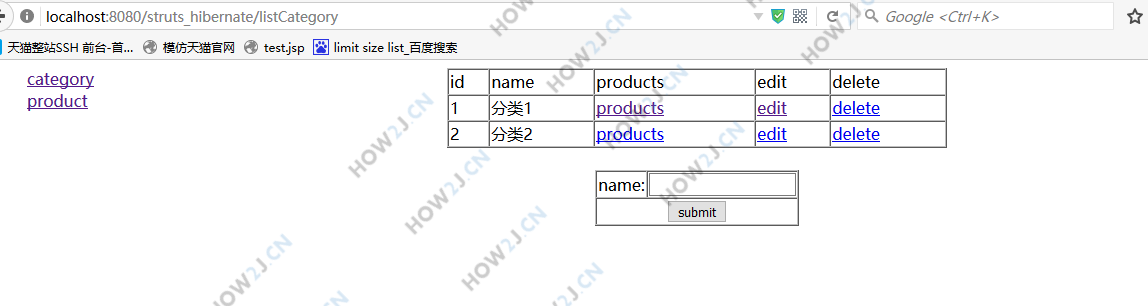 localhost:8080/struts_hibernate/listCategory
Google <Ctrl+K>
天猫整站SSH 前台-首... 模仿天猫官网 test.jsp limit size list_百度搜索
category
product
id name products edit delete
1 分类1 products edit delete
2 分类2 products edit delete
name:
submit
HOW2J.CN
HOW2J.CN
HOW2J.CN
HOW2J.CN
HOW2J.CN
HOW2J.CN
HOW2J.CN
HOW2J.CN
HOW2J.CN